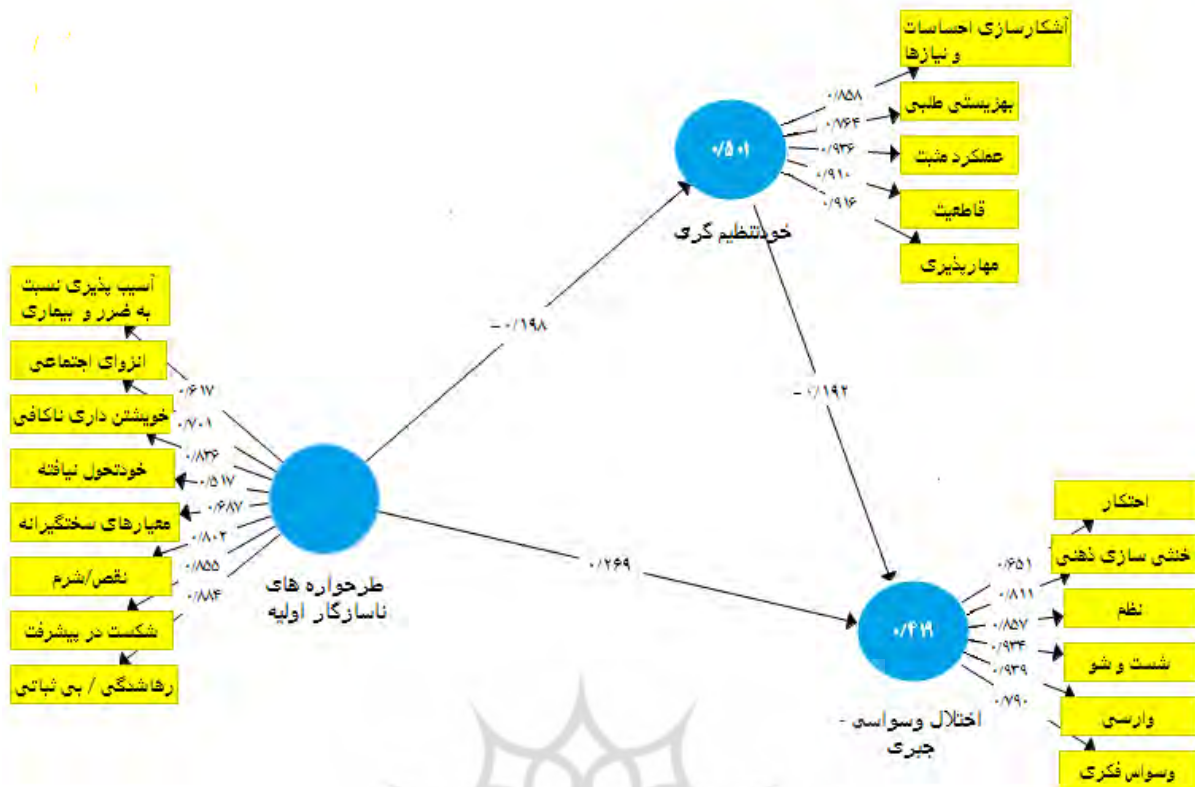 آشکارسازی احساسات
و نیازها
بهزیستی طلبی
عملکرد مثبت
قاطعیت
مهارپذیری
۰/۸۵۸
۰/۷۶۴
۰/۹۳۶
۰/۹۱۰
۰/۹۱۶
۰/۵۰۱
خودتنظیم گری
-۰/۱۹۸
-۰/۱۹۲
۰/۲۶۹
آسیب پذیری نسبت
به ضرر و بیماری
انزوای اجتماعی
خویشتن داری ناکافی
خودتحول نیافته
معیارهای سختگیرانه
نقص/شرم
شکست در پیشرفت
رهاشدگی / بی ثباتی
۰/۶۱۷
۰/۷۰۱
۰/۸۳۶
۰/۵۱۷
۰/۶۸۷
۰/۸۰۲
۰/۸۵۵
۰/۸۸۴
طرحواره های
ناسازگار اولیه
احتکار
خنثی سازی ذهنی
نظم
شست و شو
وارسی
وسواس فکری
۰/۶۵۱
۰/۸۱۱
۰/۸۵۷
۰/۹۳۴
۰/۹۳۹
۰/۷۹۰
۰/۴۱۹
اختلال وسواسی -
جبری